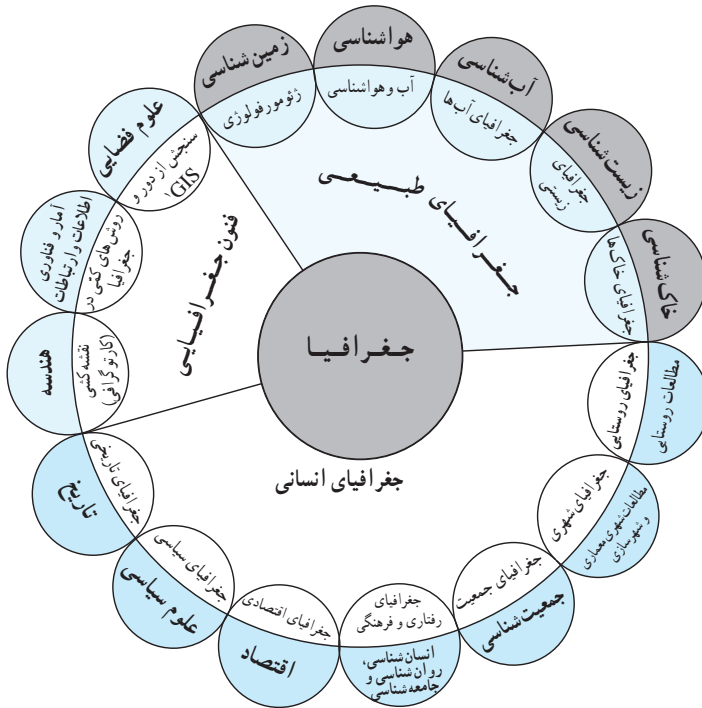 هواشناسی
آب و هواشناسی
آب‌شناسی
جغرافیای آب‌ها
زیست‌شناسی
جغرافیای
زیستی
خاک‌شناسی
جغرافیای خاک‌ها
مطالعات روستایی
جغرافیای روستایی
مطالعات شهری معماری
و شهرسازی
جغرافیای شهری
جمعیت‌شناسی
جغرافیای جمعیت
جغرافیای
رفتاری و فرهنگی
انسان‌شناسی،
روان‌شناسی و
جامعه‌شناسی
جغرافیای اقتصادی
اقتصاد
جغرافیای سیاسی
علوم سیاسی
جغرافیای تاریخی
تاریخ
هندسه
نقشه‌کشی
(کارتوگرافی)
آمار و فناوری
اطلاعات و ارتباطات
روش‌های کمّی در
جغرافیا
علوم فضایی
سنجش از دور و
GIS
زمین‌شناسی
ژئومورفولوژی
جغرافیای طبیعی
فنون جغرافیایی
جغرافیا
جغرافیای انسانی